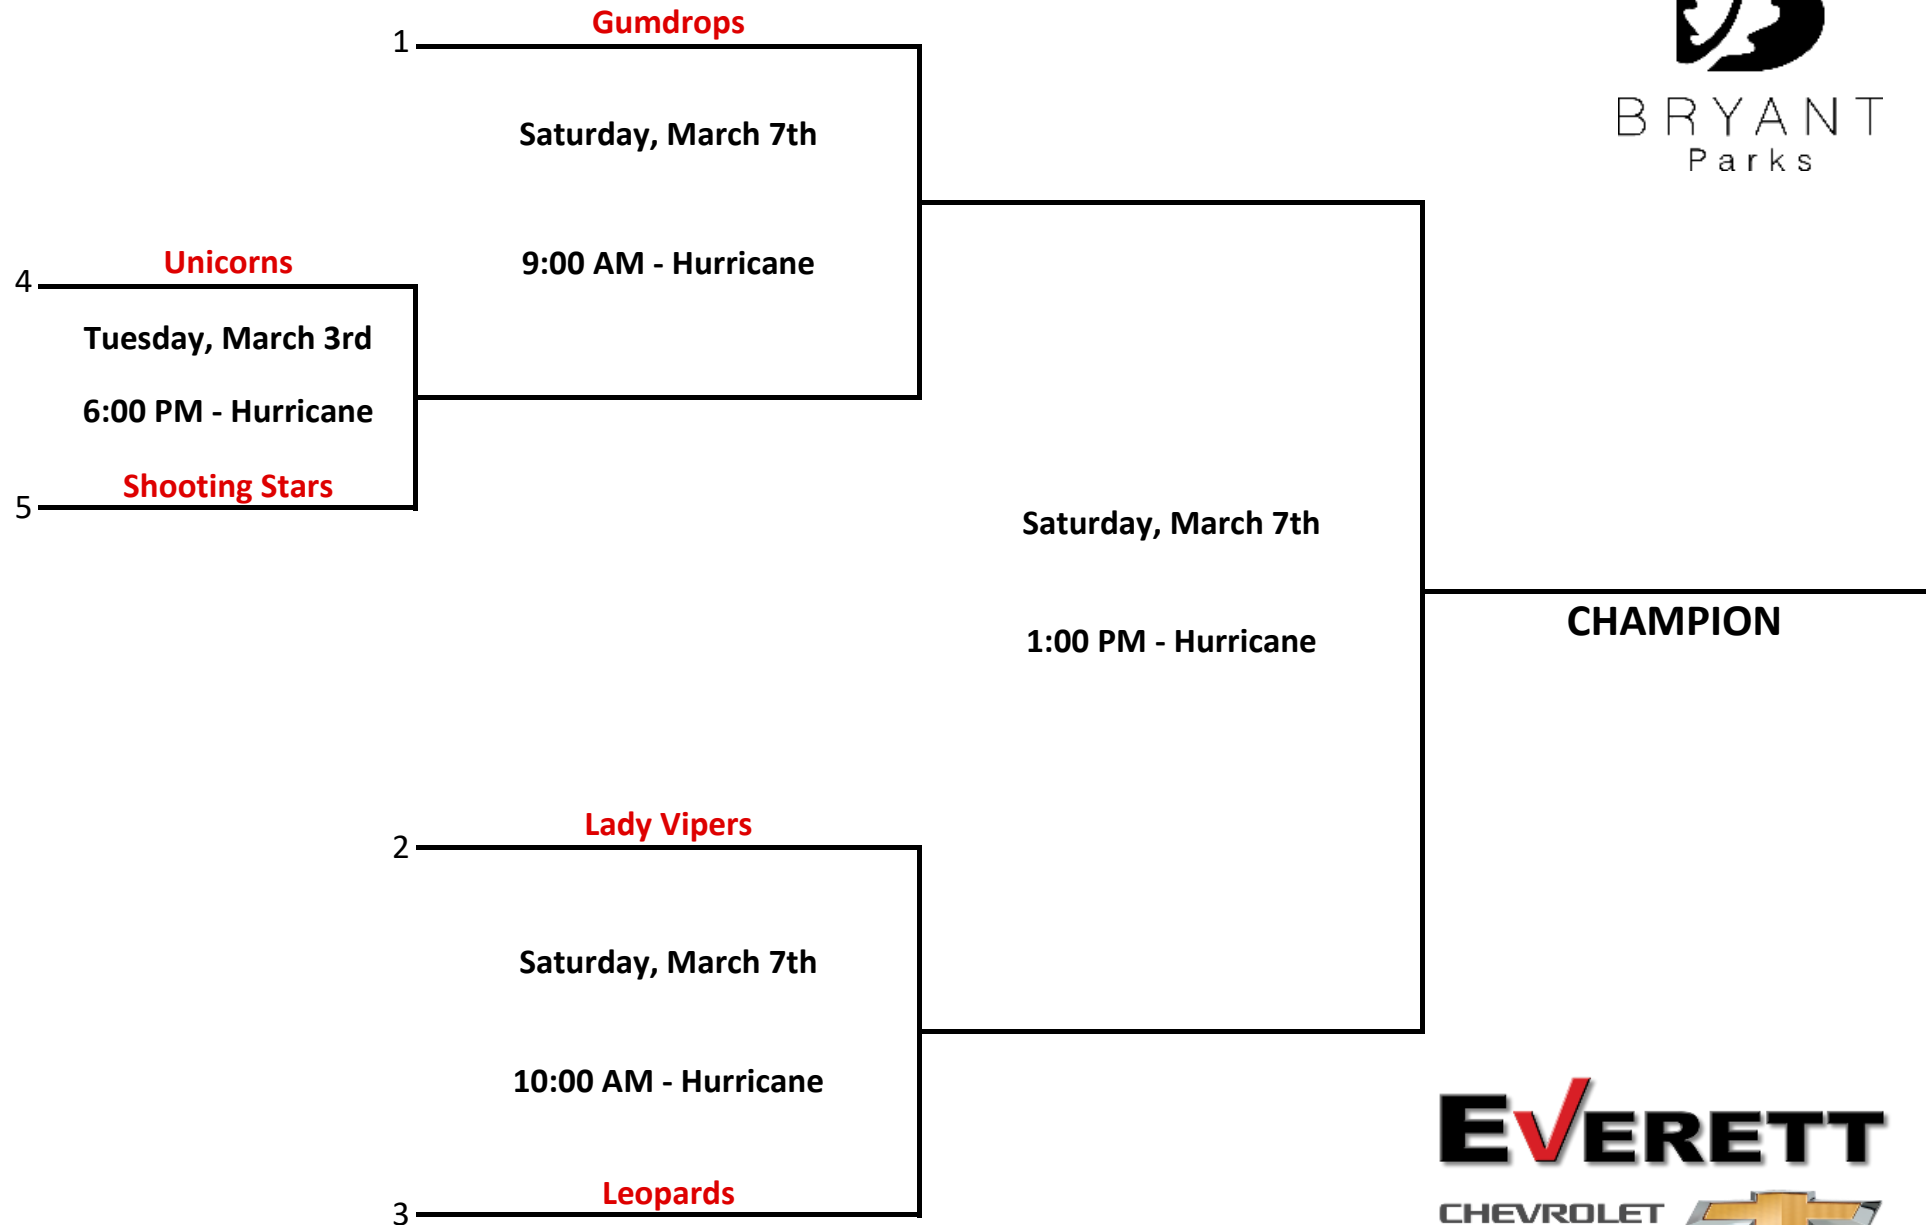 Gumdrops
1
Saturday, March 7th
9:00 AM - Hurricane
BRYANT
Parks
Unicorns
4
Tuesday, March 3rd
6:00 PM - Hurricane
Shooting Stars
5
Saturday, March 7th
1:00 PM - Hurricane
CHAMPION
Lady Vipers
2
Saturday, March 7th
10:00 AM - Hurricane
Leopards
3
EVERETT
CHEVROLET